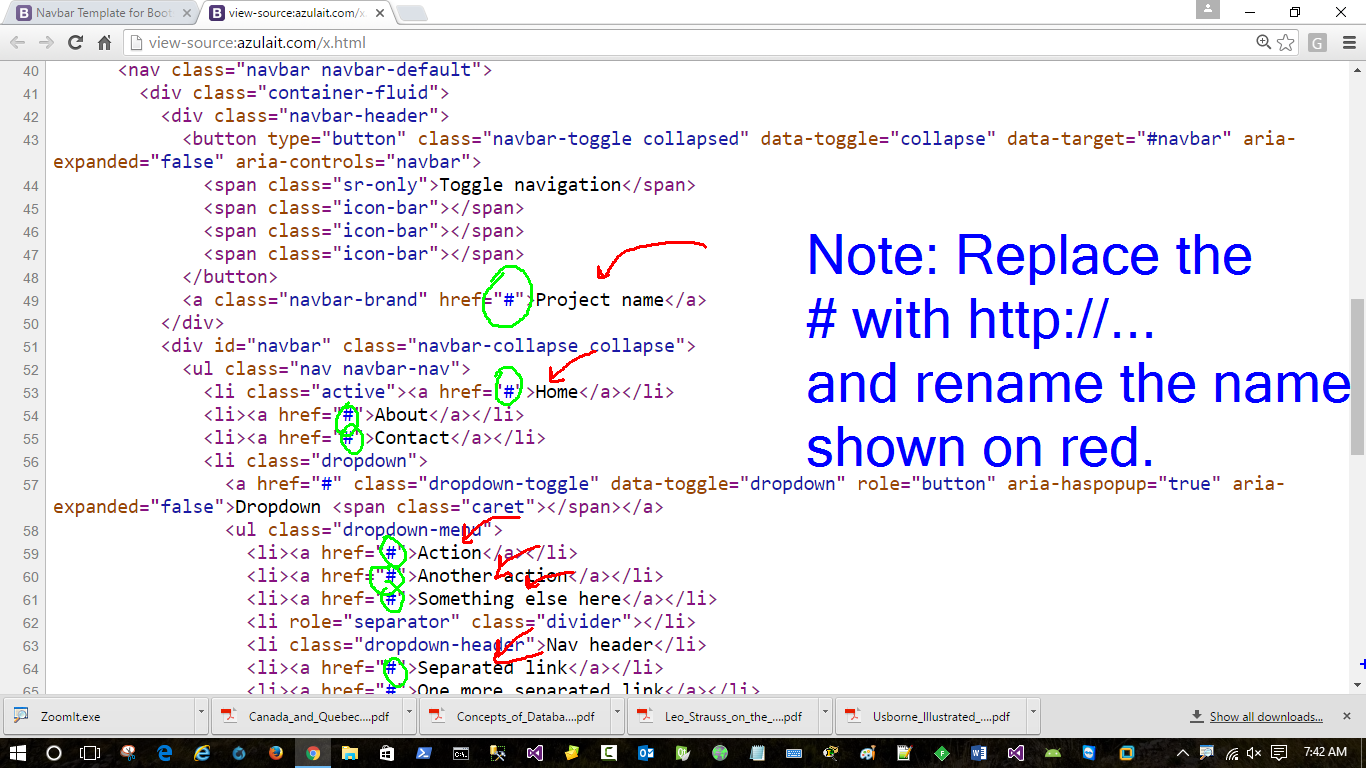 Navbar Template for Boot
view-source:azulait.com/x
view-source:azulait.com/x.html
40 <nav class="navbar navbar-default">
41 <div class="container-fluid">
42 <div class="navbar-header">
43 <button type="button" class="navbar-toggle collapsed" data-toggle="collapse" data-target="#navbar" aria-
expanded="false" aria-controls="navbar">
44 <span class="sr-only">Toggle navigation</span>
45 <span class="icon-bar"></span>
46 <span class="icon-bar"></span>
47 <span class="icon-bar"></span>
48 </button>
49 <a class="navbar-brand" href="#">Project name</a>
50 </div>
51 <div id="navbar" class="navbar-collapse collapse">
52 <ul class="nav navbar-nav">
53 <li class="active"><a href="#">Home</a></li>
54 <li><a href="#">About</a></li>
55 <li><a href="#">Contact</a></li>
56 <li class="dropdown">
57 <a href="#" class="dropdown-toggle" data-toggle="dropdown" role="button" aria-haspopup="true" aria-
expanded="false">Dropdown <span class="caret"></span></a>
58 <ul class="dropdown-menu">
59 <li><a href="#">Action</a></li>
60 <li><a href="#">Another action</a></li>
61 <li><a href="#">Something else here</a></li>
62 <li role="separator" class="divider"></li>
63 <li class="dropdown-header">Nav header</li>
64 <li><a href="#">Separated link</a></li>
65 <li><a href="#">One more separated link</a></li>
Note: Replace the
# with http://...
and rename the name
shown on red.
ZoomIt.exe
Canada_and_Quebec....pdf
Concepts_of_Databa....pdf
Leo_Strauss_on_the_....pdf
Usborne_Illustrated_....pdf
Show all downloads...
7:42 AM